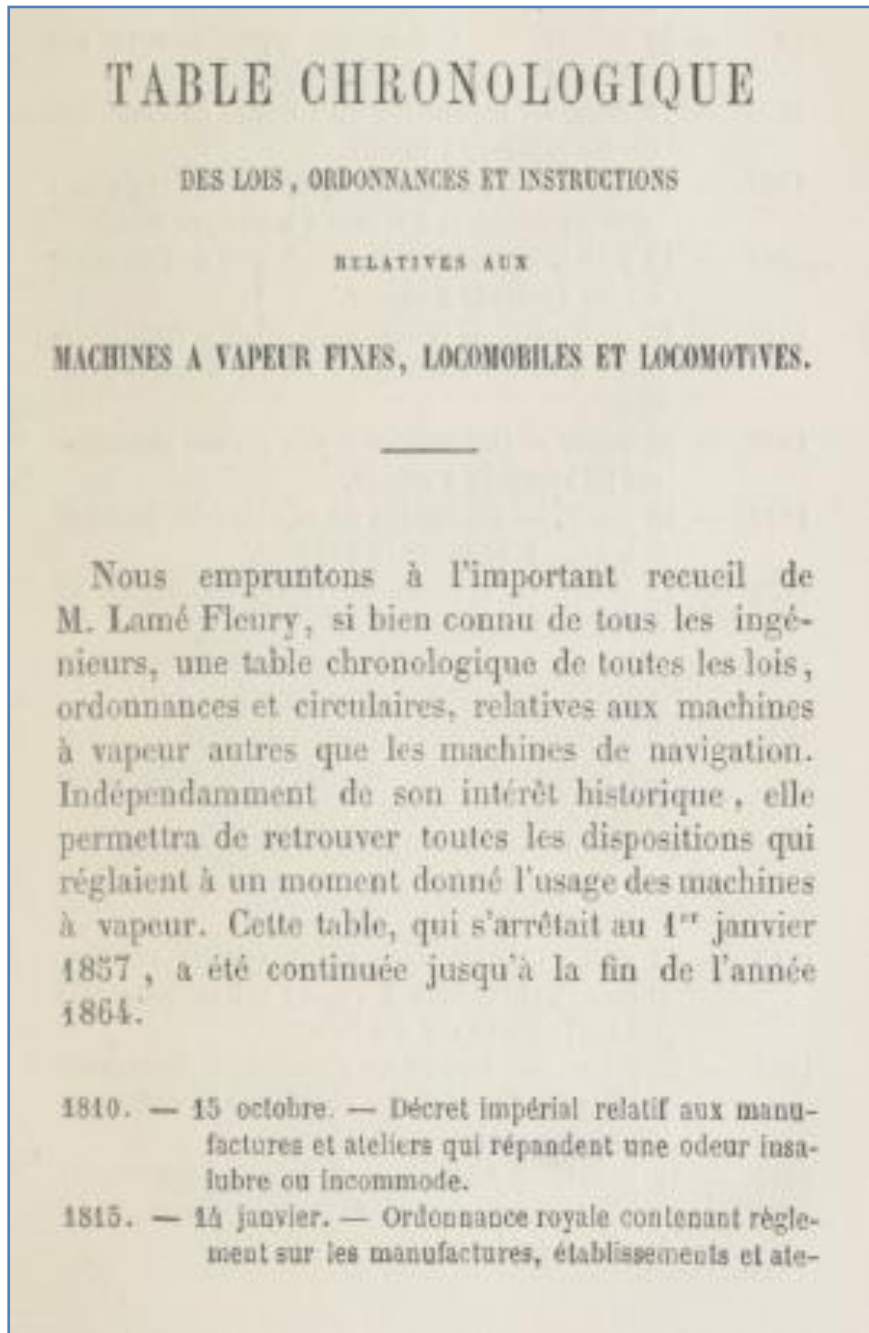 TABLE CHRONOLOGIQUE
DES LOIS, ORDONNANCES ET INSTRUCTIONS
RELATIVES AUX
MACHINES A VAPEUR FIXES, LOCOMOBILES ET LOCOMOTIVES.
Nous empruntons à l'important recueil de
M. Lamé Fleury, si bien connu de tous les ingé-
nieurs, une table chronologique de toutes les lois,
ordonnances et circulaires, relatives aux machines
à vapeur autres que les machines de navigation.
Indépendamment de son intérêt historique, elle
permettra de retrouver toutes les dispositions qui
réglaient à un moment donné l'usage des machines
à vapeur. Cette table, qui s'arrêtait au 1er janvier
1857, a été continuée jusqu'à la fin de l'année
1864.
1810. — 15 octobre. — Décret impérial relatif aux manu-
factures et ateliers qui répandent une odeur insa-
lubre ou incommode.
1815. — 14 janvier. — Ordonnance royale contenant règle-
ment sur les manufactures, établissements et ate-